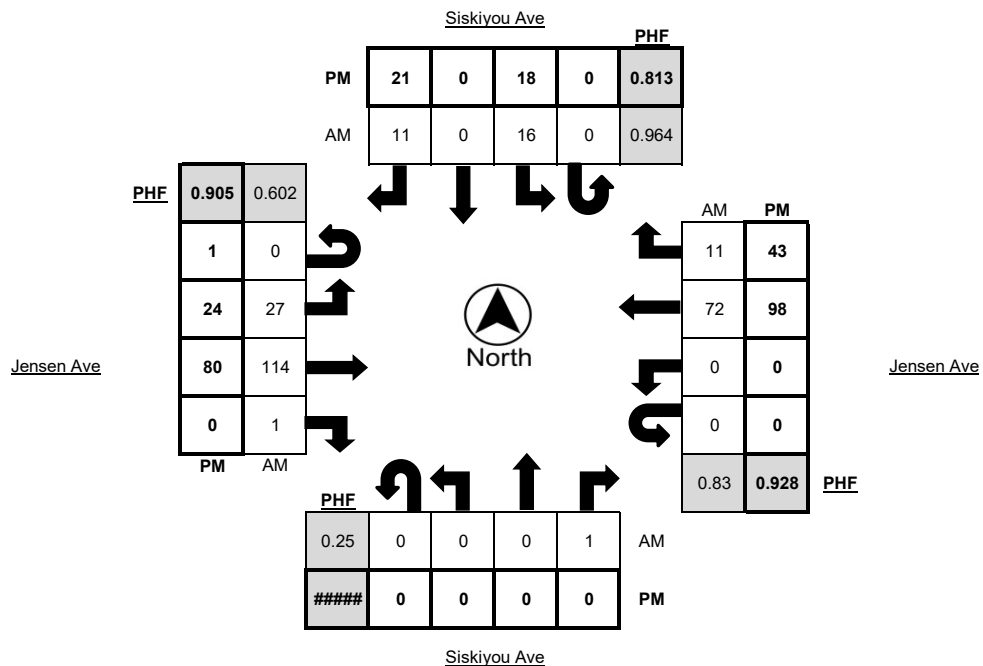 Siskiyou Ave
PHF
PM 21 0 18 0 0.813
AM 11 0 16 0 0.964
PHF 0.905 0.602
AM PM
1 0
11 43
24 27
72 98
North
Jensen Ave
80 114
0 0
Jensen Ave
0 1
0 0
PM AM
0.83 0.928 PHF
PHF
0.25 0 0 0 1 AM
##### 0 0 0 0 PM
Siskiyou Ave